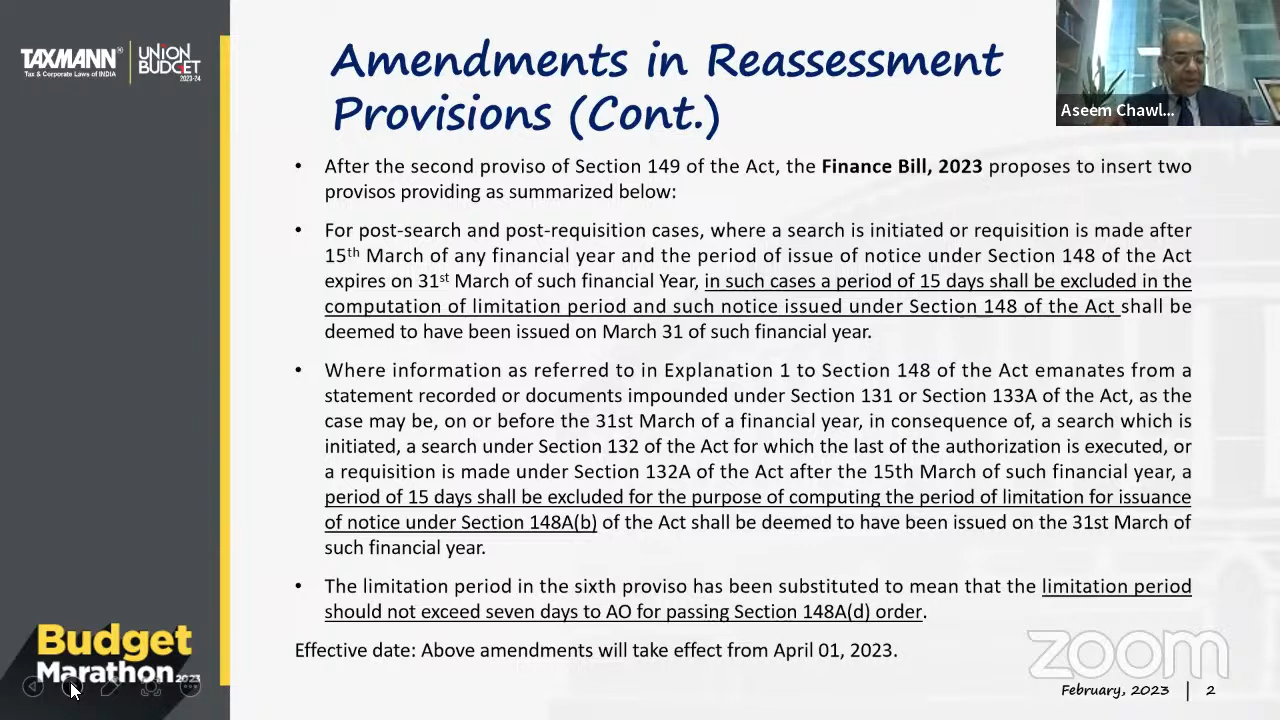 TAXMANN®
Tax & Corporate Laws of INDIA
UNION
BUDGET
2023-24
Amendments in Reassessment
Provisions (Cont.)
Aseem Chawl...
• After the second proviso of Section 149 of the Act, the Finance Bill, 2023 proposes to insert two
provisos providing as summarized below:
• For post-search and post-requisition cases, where a search is initiated or requisition is made after
15th March of any financial year and the period of issue of notice under Section 148 of the Act
expires on 31st March of such financial Year, in such cases a period of 15 days shall be excluded in the
computation of limitation period and such notice issued under Section 148 of the Act shall be
deemed to have been issued on March 31 of such financial year.
• Where information as referred to in Explanation 1 to Section 148 of the Act emanates from a
statement recorded or documents impounded under Section 131 or Section 133A of the Act, as the
case may be, on or before the 31st March of a financial year, in consequence of, a search which is
initiated, a search under Section 132 of the Act for which the last of the authorization is executed, or
a requisition is made under Section 132A of the Act after the 15th March of such financial year, a
period of 15 days shall be excluded for the purpose of computing the period of limitation for issuance
of notice under Section 148A(b) of the Act shall be deemed to have been issued on the 31st March of
such financial year.
• The limitation period in the sixth proviso has been substituted to mean that the limitation period
should not exceed seven days to AO for passing Section 148A(d) order.
Effective date: Above amendments will take effect from April 01, 2023.
Budget
Marathon 2023
zoom
February, 2023 | 2